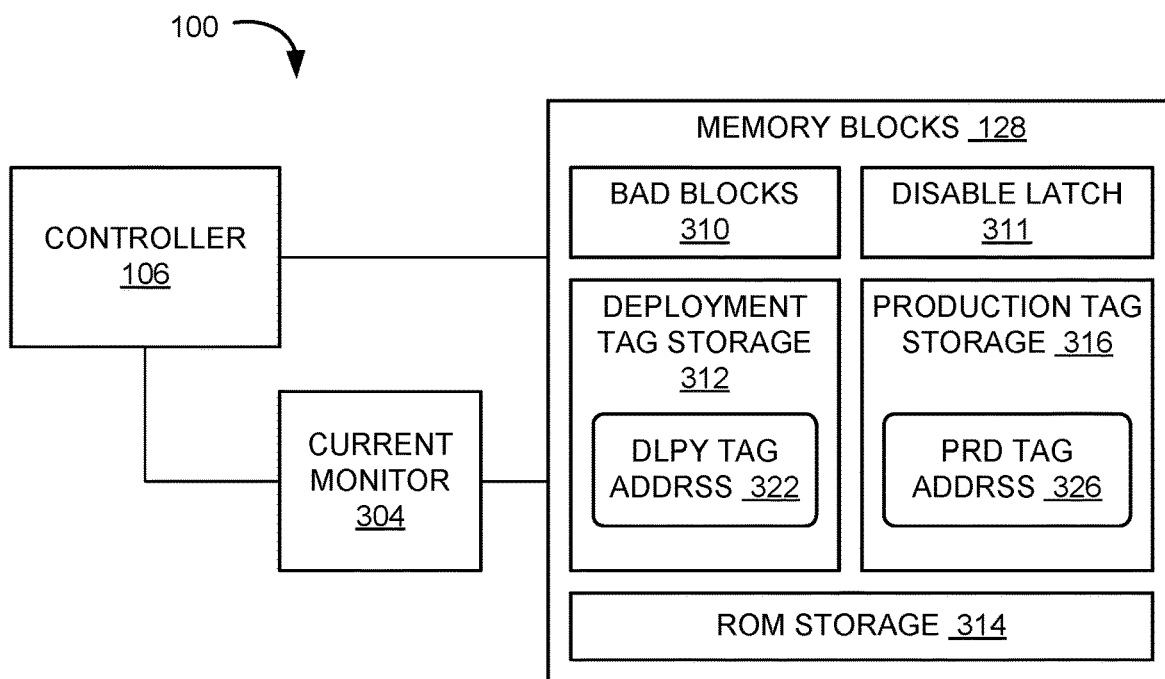 100
MEMORY BLOCKS 128
CONTROLLER
106
BAD BLOCKS
310
DISABLE LATCH
311
DEPLOYMENT
TAG STORAGE
312
DLPY TAG
ADDRSS 322
PRODUCTION TAG
STORAGE 316
PRD TAG
ADDRSS 326
CURRENT
MONITOR
304
ROM STORAGE 314